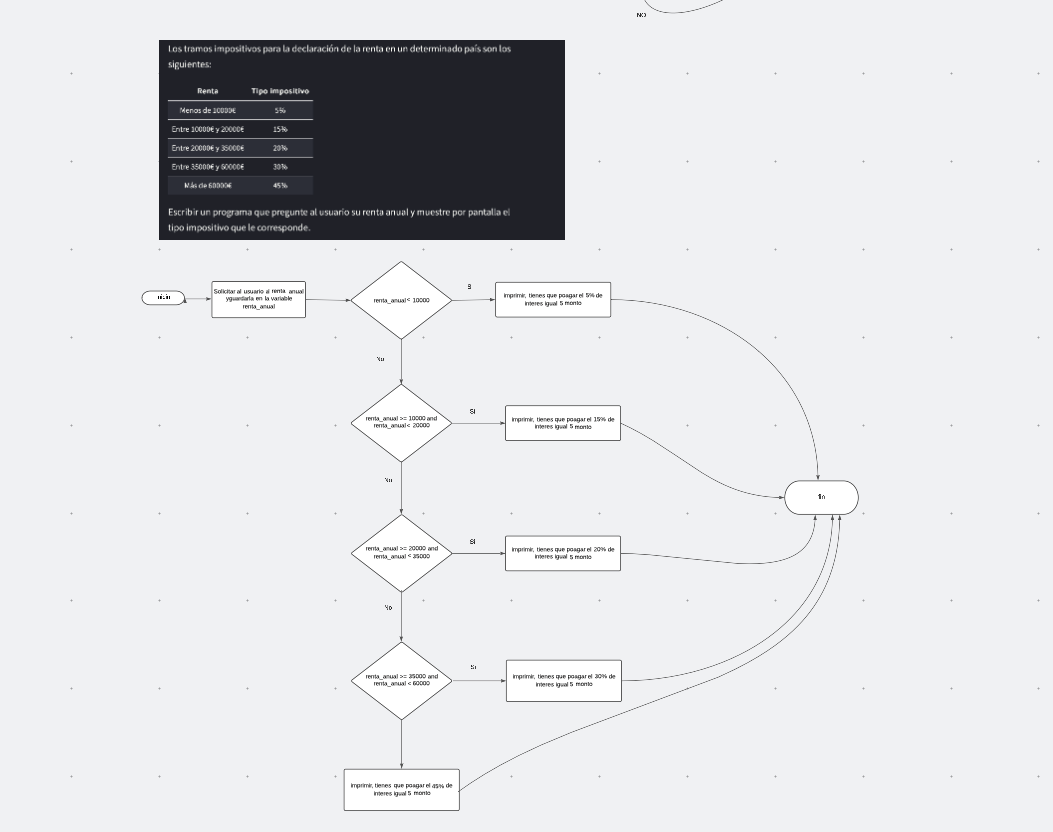 NO
Los tramos impositivos para la declaración de la renta en un determinado país son los
siguientes:
Renta Tipo impositivo
Menos de 10000€ 5%
Entre 10000€ y 20000€ 15%
Entre 20000€ y 35000€ 20%
Entre 35000€ y 60000€ 30%
Más de 60000€ 45%
Escribir un programa que pregunte al usuario su renta anual y muestre por pantalla el
tipo impositivo que le corresponde.
inicio
Solicitar al usuario al renta_anual
yguardarla en la variable
renta_anual
renta_anual < 10000
SI
imprimir, tienes que poagar el 5% de
interes igual $ monto
No
renta_anual >= 10000 and
renta_anual < 20000
Si
imprimir, tienes que poagar el 15% de
interes igual $ monto
No
fin
renta_anual >= 20000 and
renta_anual < 35000
Si
imprimir, tienes que poagar el 20% de
interes igual $ monto
No
renta_anual >= 35000 and
renta_anual < 60000
Si
imprimir, tienes que poagar el 30% de
interes igual $ monto
imprimir, tienes que poagar el 45% de
interes igual $ monto